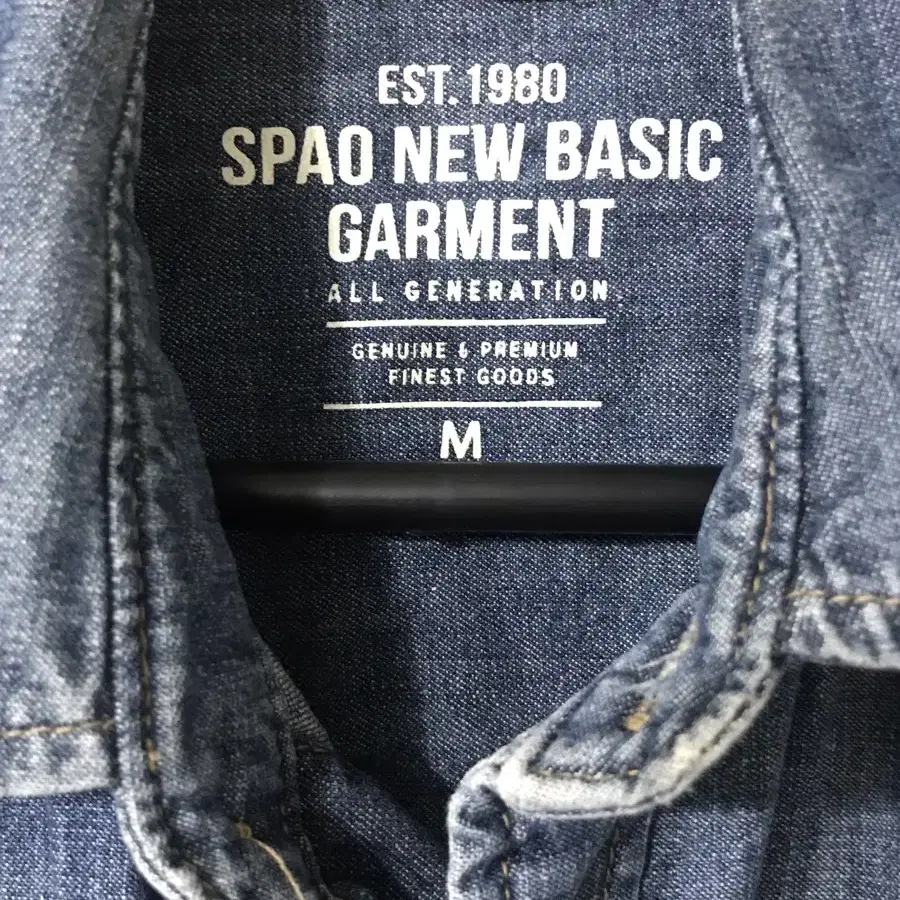 EST. 1980
SPAO NEW BASIC
GARMENT
ALL GENERATION
GENUINE & PREMIUM
FINEST GOODS
M